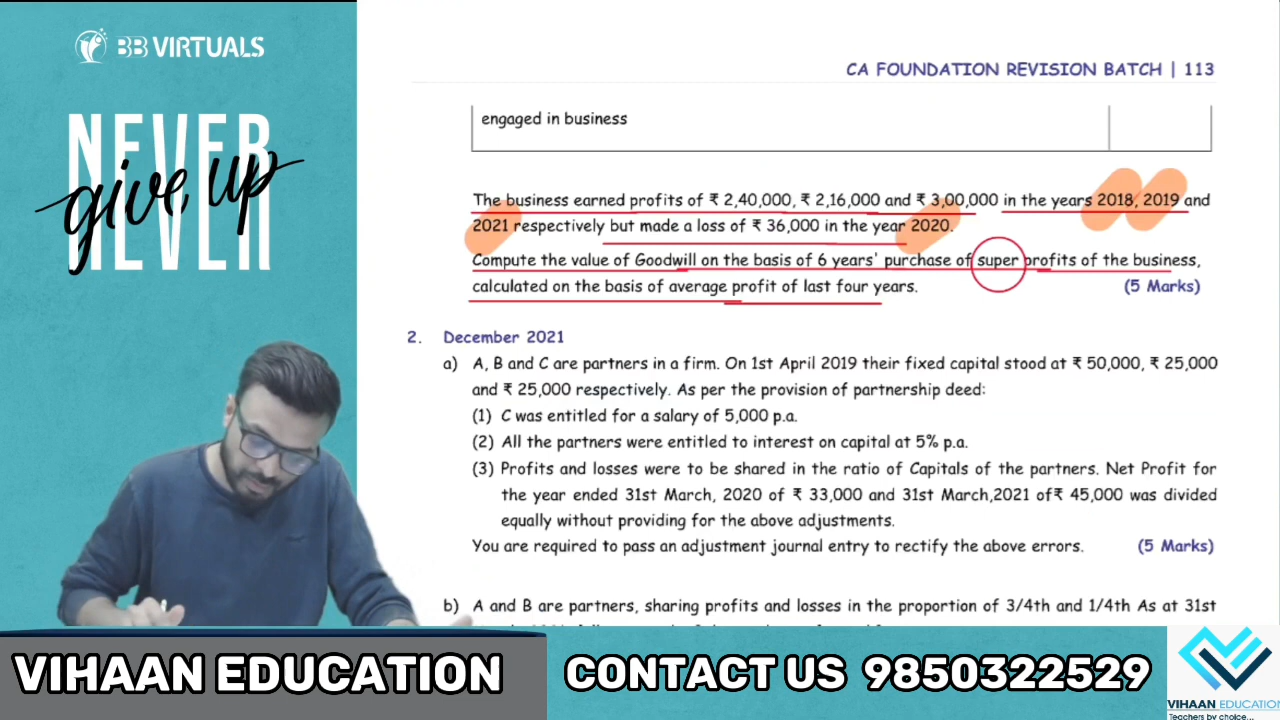 BB VIRTUALS
NEVER
give up
NEVER
CA FOUNDATION REVISION BATCH | 113
engaged in business
The business earned profits of ₹ 2,40,000, ₹ 2,16,000 and ₹ 3,00,000 in the years 2018, 2019 and
2021 respectively but made a loss of ₹ 36,000 in the year 2020.
Compute the value of Goodwill on the basis of 6 years' purchase of super profits of the business,
calculated on the basis of average profit of last four years. (5 Marks)
2. December 2021
a) A, B and C are partners in a firm. On 1st April 2019 their fixed capital stood at ₹ 50,000, ₹ 25,000
and ₹ 25,000 respectively. As per the provision of partnership deed:
(1) C was entitled for a salary of 5,000 p.a.
(2) All the partners were entitled to interest on capital at 5% p.a.
(3) Profits and losses were to be shared in the ratio of Capitals of the partners. Net Profit for
the year ended 31st March, 2020 of ₹ 33,000 and 31st March,2021 of₹ 45,000 was divided
equally without providing for the above adjustments.
You are required to pass an adjustment journal entry to rectify the above errors. (5 Marks)
b) A and B are partners, sharing profits and losses in the proportion of 3/4th and 1/4th As at 31st
VIHAAN EDUCATION
CONTACT US 9850322529
VIHAAN EDUCATION
Teachers by choice...